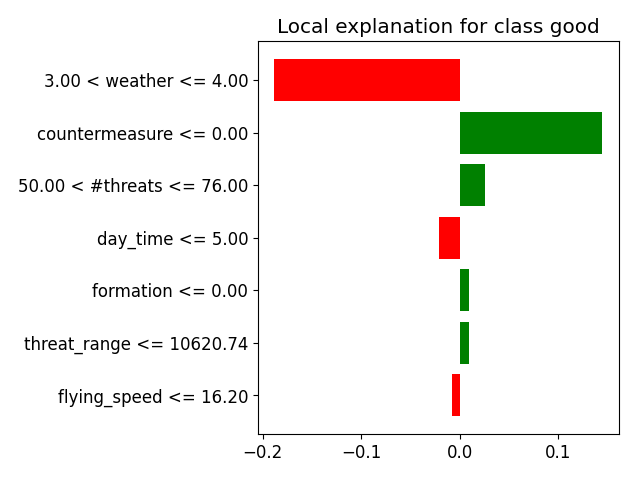 Local explanation for class good
3.00 < weather <= 4.00
countermeasure <= 0.00
50.00 < #threats <= 76.00
day_time <= 5.00
formation <= 0.00
threat_range <= 10620.74
flying_speed <= 16.20
−0.2 −0.1 0.0 0.1